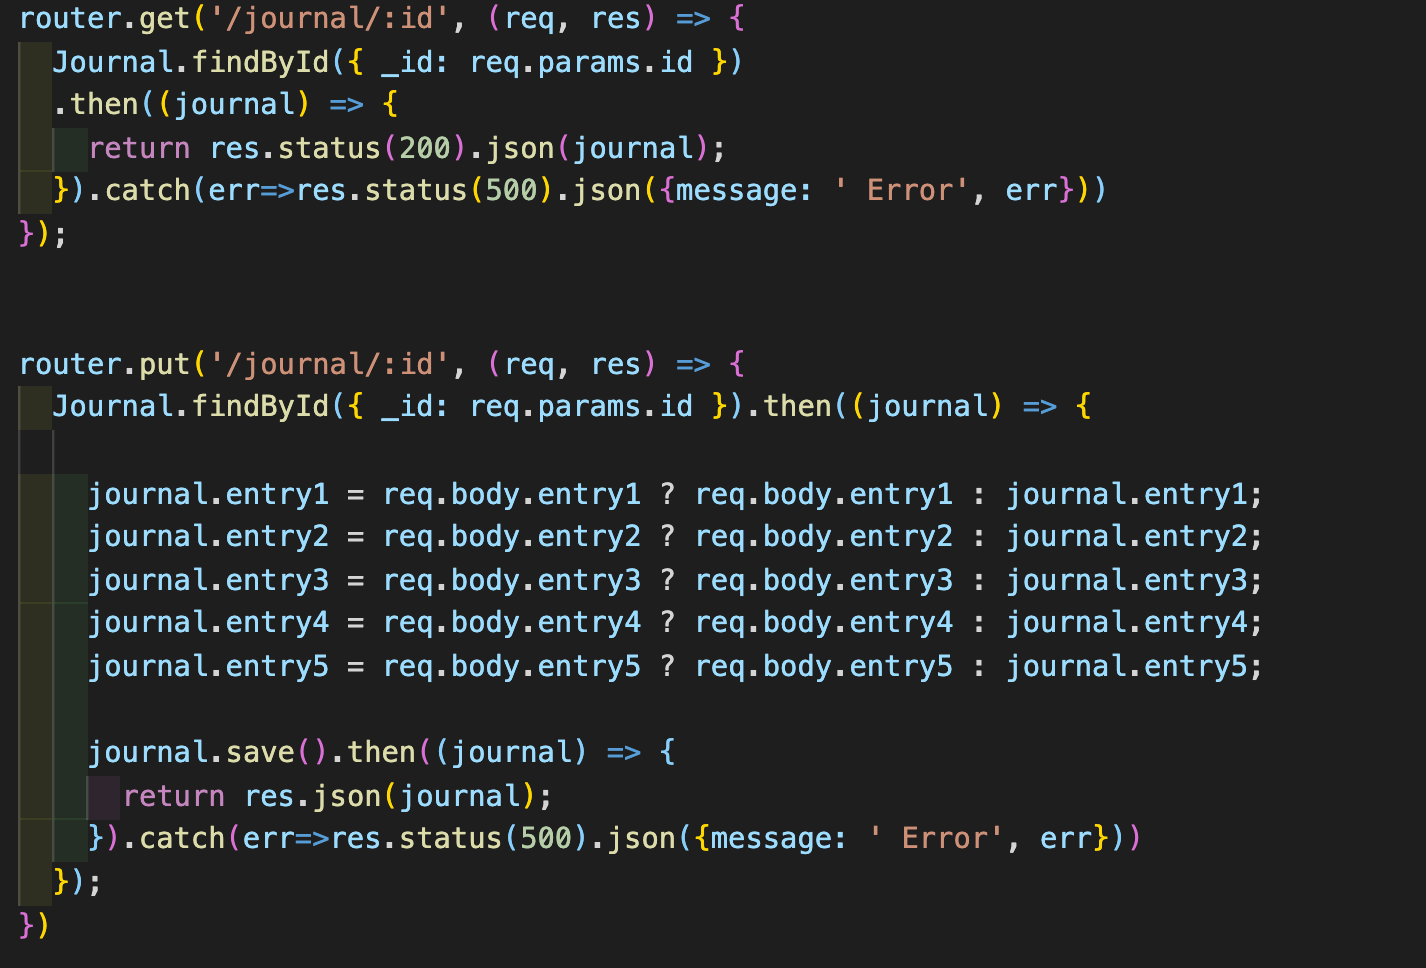 router.get('/journal/:id', (req, res) => {
  Journal.findById({ _id: req.params.id })
  .then((journal) => {
    return res.status(200).json(journal);
  }).catch(err=>res.status(500).json({message: ' Error', err}))
});
router.put('/journal/:id', (req, res) => {
  Journal.findById({ _id: req.params.id }).then((journal) => {
    journal.entry1 = req.body.entry1 ? req.body.entry1 : journal.entry1;
    journal.entry2 = req.body.entry2 ? req.body.entry2 : journal.entry2;
    journal.entry3 = req.body.entry3 ? req.body.entry3 : journal.entry3;
    journal.entry4 = req.body.entry4 ? req.body.entry4 : journal.entry4;
    journal.entry5 = req.body.entry5 ? req.body.entry5 : journal.entry5;
    journal.save().then((journal) => {
      return res.json(journal);
    }).catch(err=>res.status(500).json({message: ' Error', err}))
  });
})